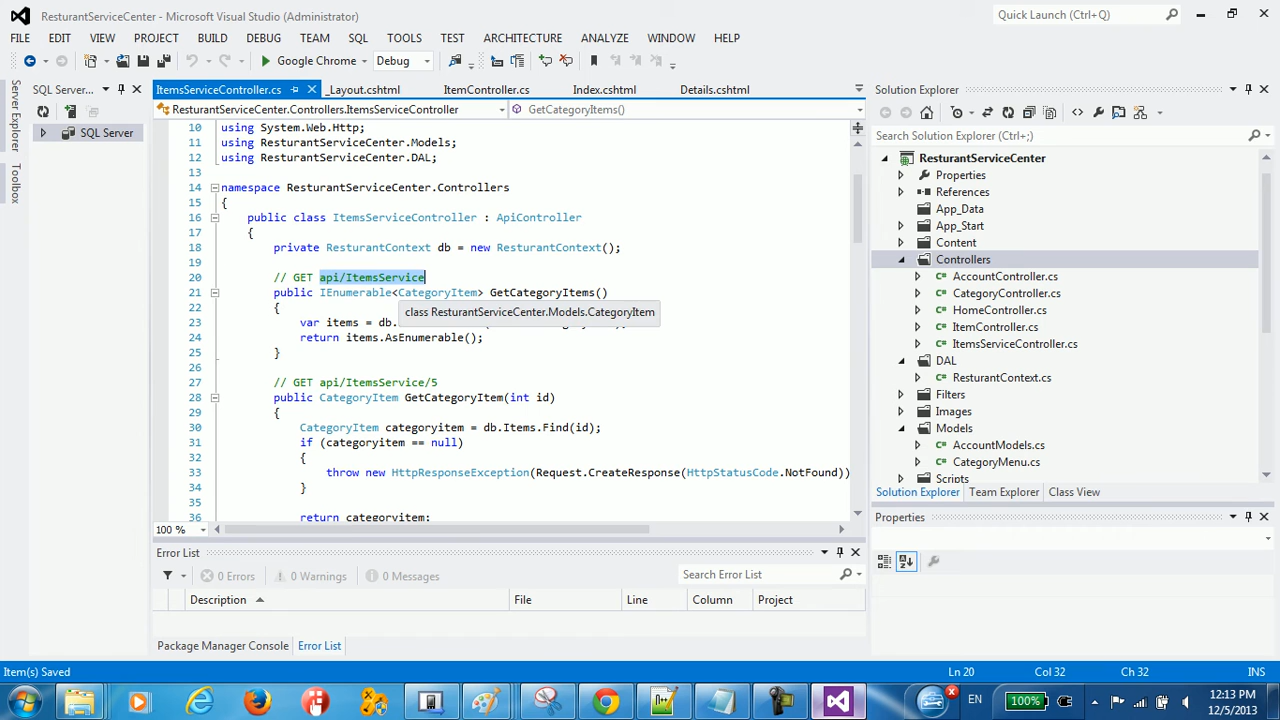 ResturantServiceCenter - Microsoft Visual Studio (Administrator)
Quick Launch (Ctrl+Q)
FILE EDIT VIEW PROJECT BUILD DEBUG TEAM SQL TOOLS TEST ARCHITECTURE ANALYZE WINDOW HELP
Google Chrome Debug
Server Explorer
Toolbox
SQL Server...
SQL Server
ItemsServiceController.cs _Layout.cshtml ItemController.cs Index.cshtml Details.cshtml
ResturantServiceCenter.Controllers.ItemsServiceController GetCategoryItems()
10 using System.Web.Http;
11 using ResturantServiceCenter.Models;
12 using ResturantServiceCenter.DAL;
13
14 namespace ResturantServiceCenter.Controllers
15 {
16 public class ItemsServiceController : ApiController
17 {
18 private ResturantContext db = new ResturantContext();
19
20 // GET api/ItemsService
21 public IEnumerable<CategoryItem> GetCategoryItems()
22 {
class ResturantServiceCenter.Models.CategoryItem
23 var items = db.
24 return items.AsEnumerable();
25 }
26
27 // GET api/ItemsService/5
28 public CategoryItem GetCategoryItem(int id)
29 {
30 CategoryItem categoryitem = db.Items.Find(id);
31 if (categoryitem == null)
32 {
33 throw new HttpResponseException(Request.CreateResponse(HttpStatusCode.NotFound))
34 }
35
36 return categoryitem;
100 %
Error List
0 Errors 0 Warnings 0 Messages Search Error List
Description File Line Column Project
Package Manager Console Error List
Solution Explorer
Search Solution Explorer (Ctrl+;)
ResturantServiceCenter
Properties
References
App_Data
App_Start
Content
Controllers
AccountController.cs
CategoryController.cs
HomeController.cs
ItemController.cs
ItemsServiceController.cs
DAL
ResturantContext.cs
Filters
Images
Models
AccountModels.cs
CategoryMenu.cs
Scripts
Solution Explorer Team Explorer Class View
Properties
Item(s) Saved Ln 20 Col 32 Ch 32 INS
EN 100% 12:13 PM
12/5/2013